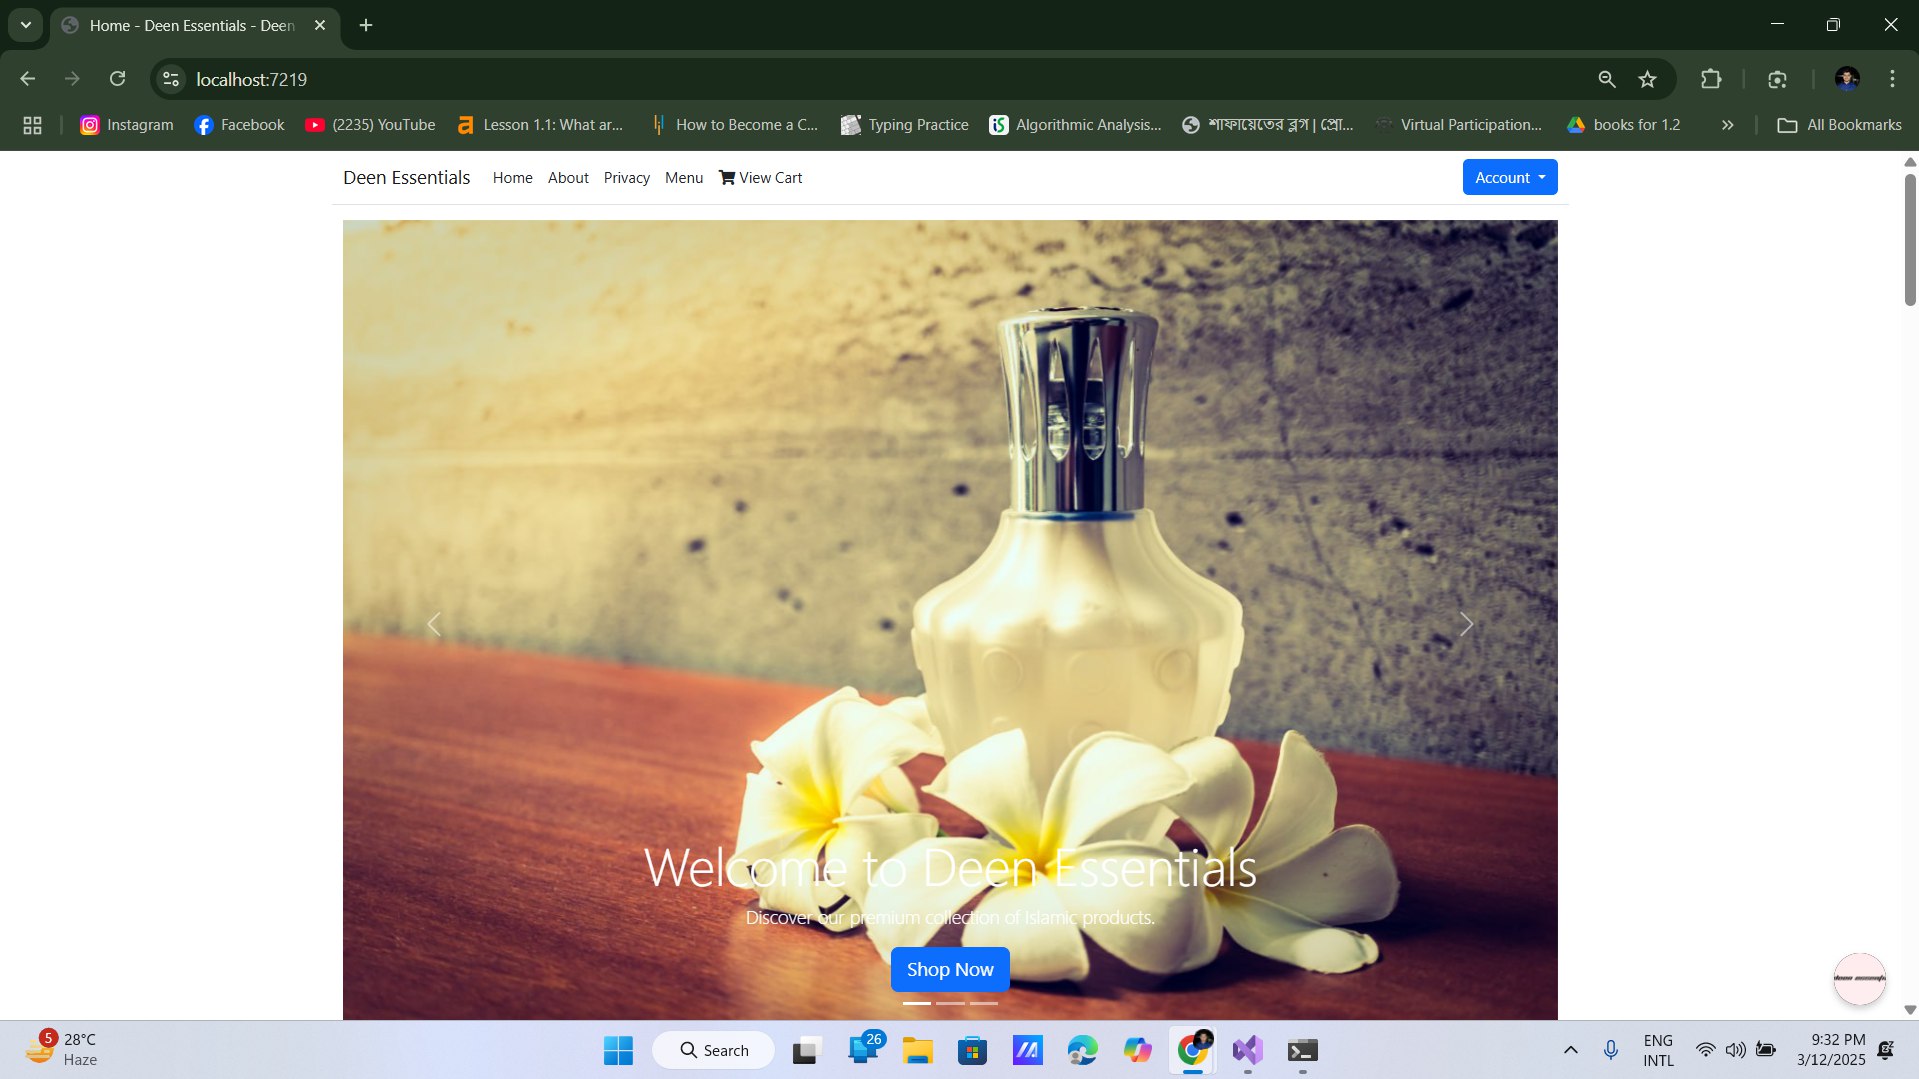 Home - Deen Essentials - Deen
localhost:7219
Instagram
Facebook
(2235) YouTube
Lesson 1.1: What ar...
How to Become a C...
Typing Practice
Algorithmic Analysis...
শাফায়েতের ব্লগ | প্রো...
Virtual Participation...
books for 1.2
All Bookmarks
Deen Essentials
Home
About
Privacy
Menu
View Cart
Account
Welcome to Deen Essentials
Discover our premium collection of Islamic products.
Shop Now
5
28°C
Haze
Search
26
ENG
INTL
9:32 PM
3/12/2025